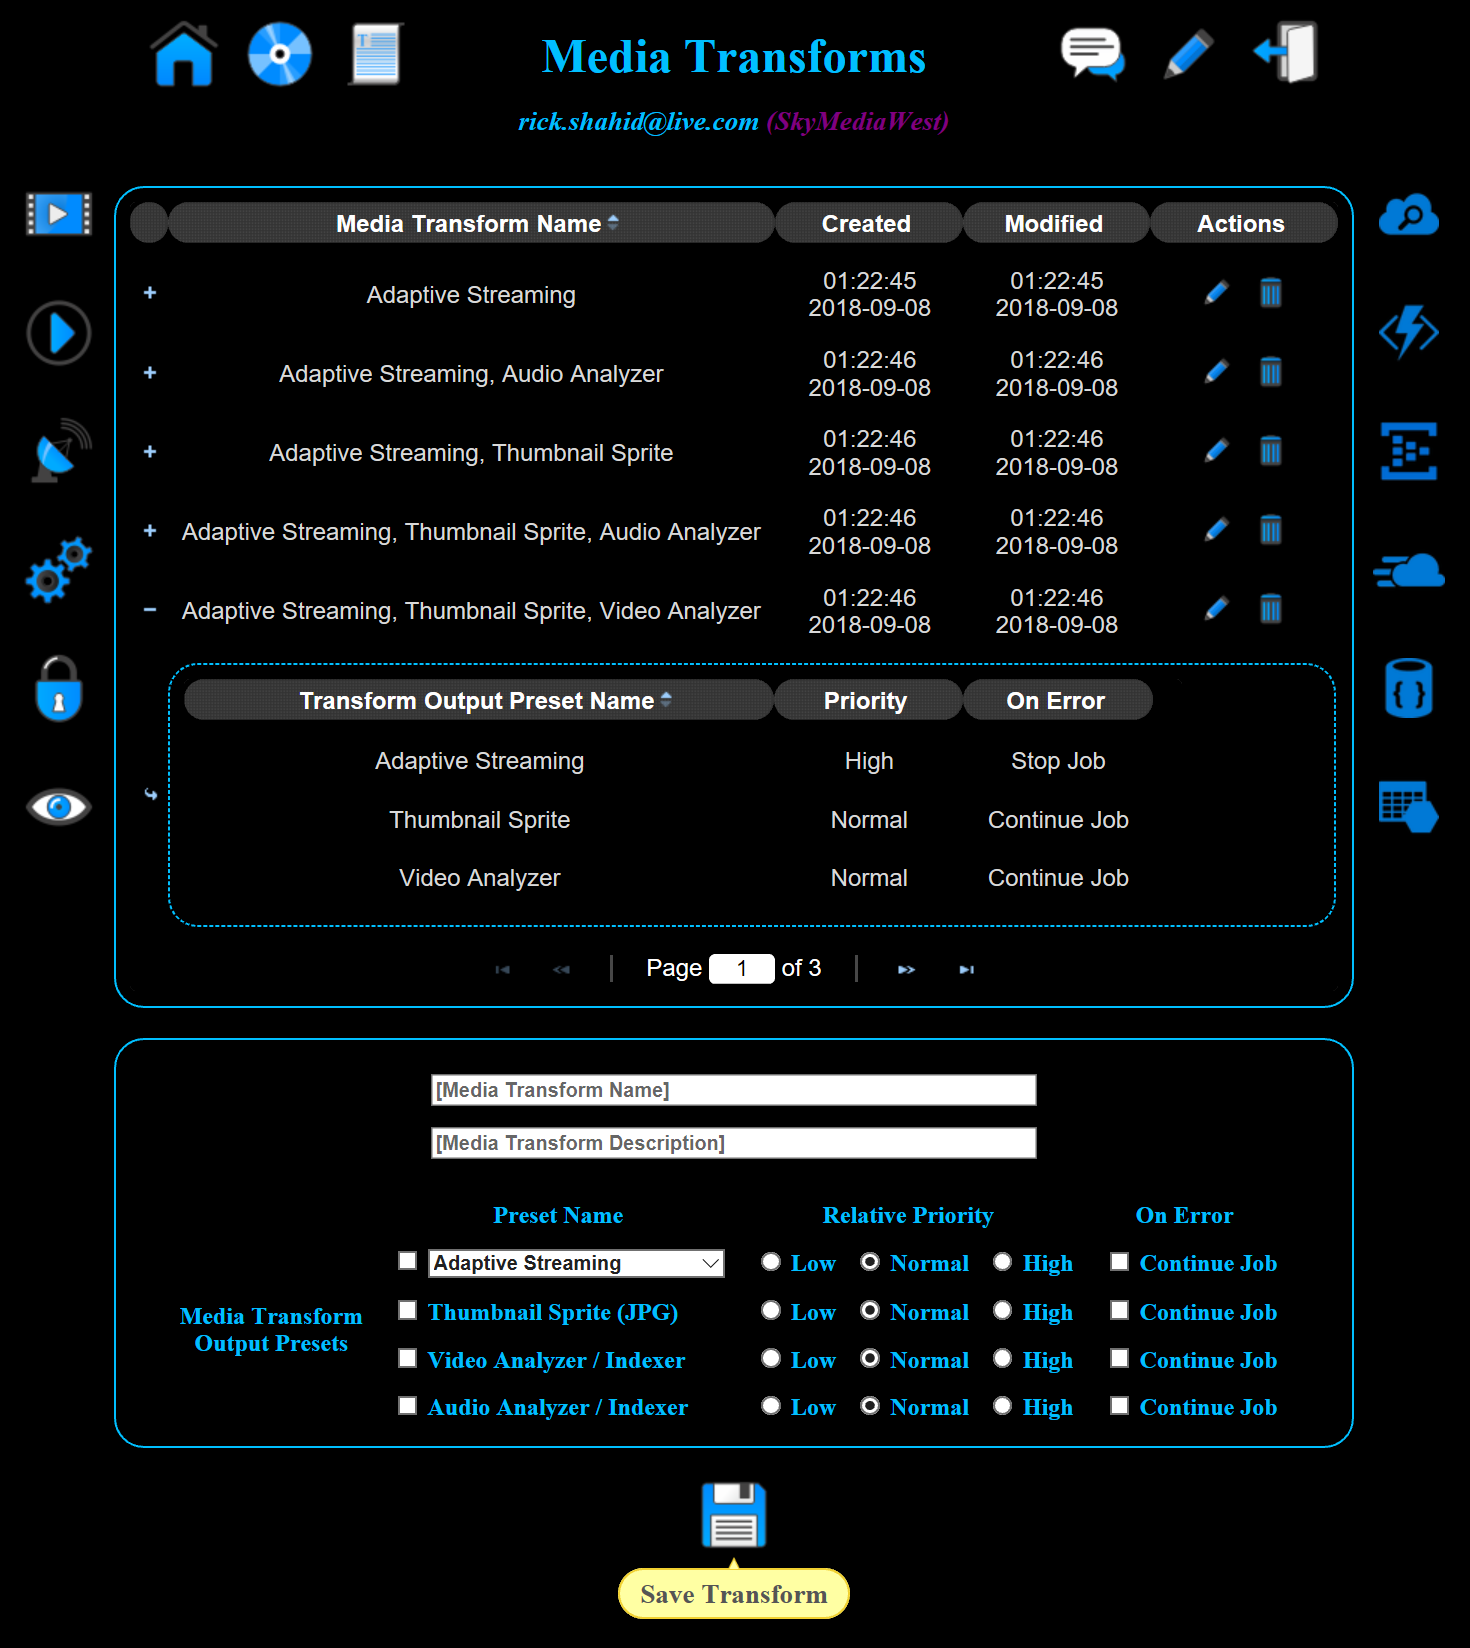 Media Transforms
rick.shahid@live.com (SkyMediaWest)
Media Transform Name Created Modified Actions
Adaptive Streaming 01:22:45 2018-09-08 01:22:45 2018-09-08
Adaptive Streaming, Audio Analyzer 01:22:46 2018-09-08 01:22:46 2018-09-08
Adaptive Streaming, Thumbnail Sprite 01:22:46 2018-09-08 01:22:46 2018-09-08
Adaptive Streaming, Thumbnail Sprite, Audio Analyzer 01:22:46 2018-09-08 01:22:46 2018-09-08
Adaptive Streaming, Thumbnail Sprite, Video Analyzer 01:22:46 2018-09-08 01:22:46 2018-09-08
Transform Output Preset Name Priority On Error
Adaptive Streaming High Stop Job
Thumbnail Sprite Normal Continue Job
Video Analyzer Normal Continue Job
Page 1 of 3
[Media Transform Name]
[Media Transform Description]
Preset Name Relative Priority On Error
Adaptive Streaming Low Normal High Continue Job
Media Transform Output Presets
Thumbnail Sprite (JPG) Low Normal High Continue Job
Video Analyzer / Indexer Low Normal High Continue Job
Audio Analyzer / Indexer Low Normal High Continue Job
Save Transform